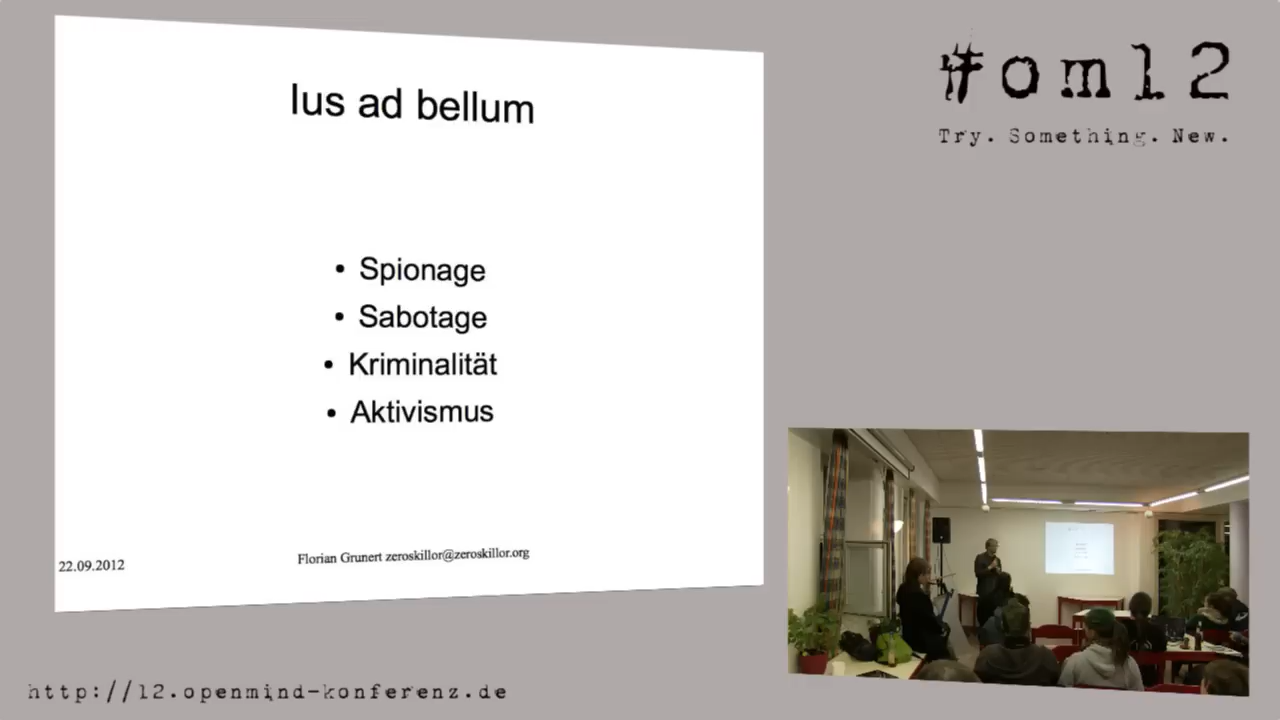 #om12
Try. Something. New.
Ius ad bellum
• Spionage
• Sabotage
• Kriminalität
• Aktivismus
22.09.2012
Florian Grunert zeroskillor@zeroskillor.org
http://12.openmind-konferenz.de